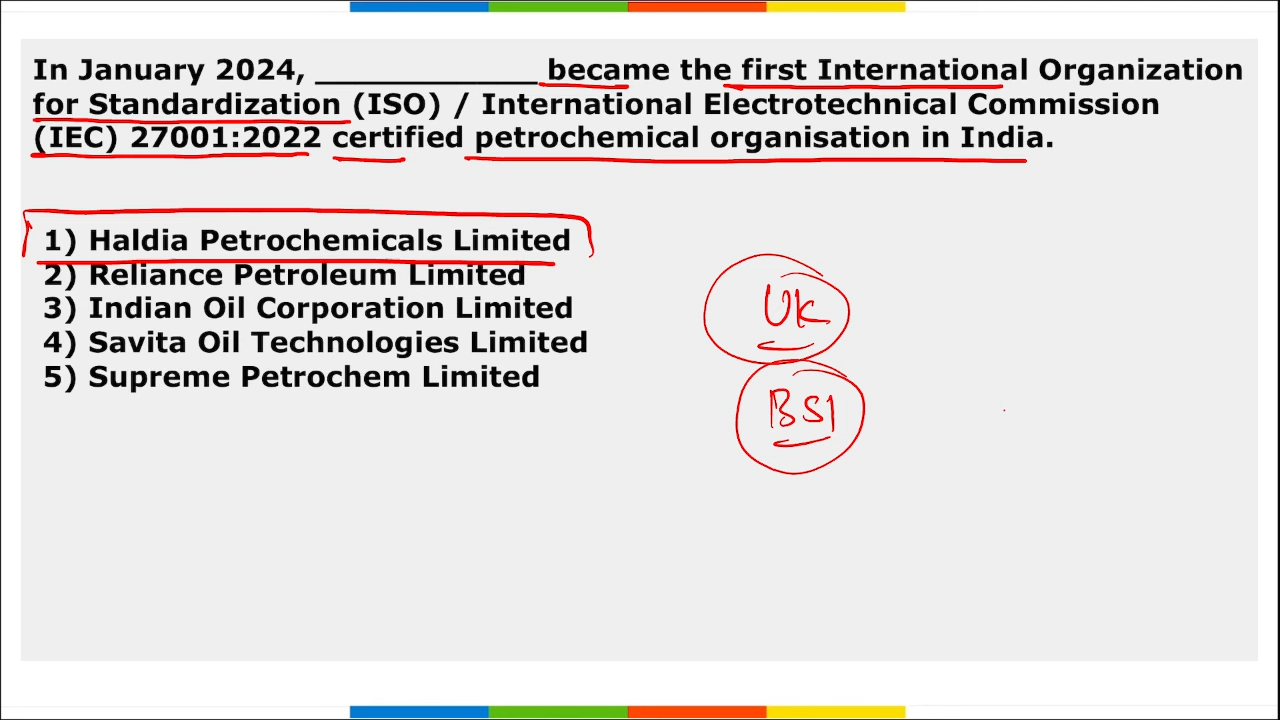 In January 2024, _______________ became the first International Organization
for Standardization (ISO) / International Electrotechnical Commission
(IEC) 27001:2022 certified petrochemical organisation in India.
1) Haldia Petrochemicals Limited
2) Reliance Petroleum Limited
3) Indian Oil Corporation Limited
4) Savita Oil Technologies Limited
5) Supreme Petrochem Limited
UK
BSI